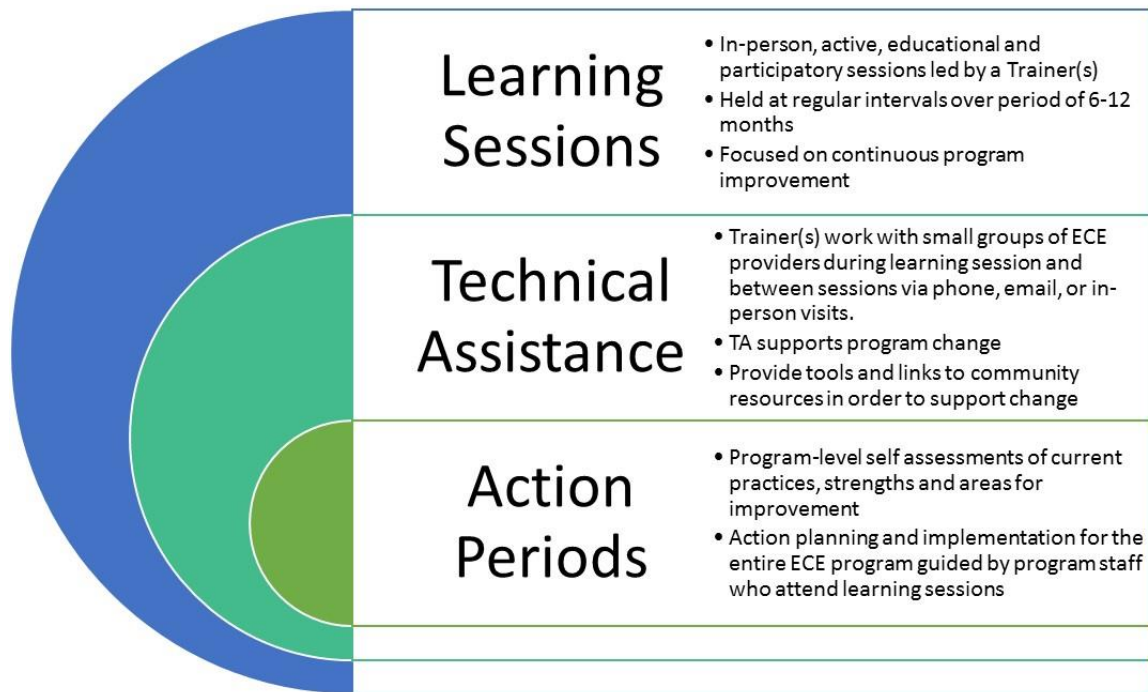 Learning
Sessions
• In-person, active, educational and
participatory sessions led by a Trainer(s)
• Held at regular intervals over period of 6-12
months
• Focused on continuous program
improvement
Technical
Assistance
• Trainer(s) work with small groups of ECE
providers during learning session and
between sessions via phone, email, or in-
person visits.
• TA supports program change
• Provide tools and links to community
resources in order to support change
Action
Periods
• Program-level self assessments of current
practices, strengths and areas for
improvement
• Action planning and implementation for the
entire ECE program guided by program staff
who attend learning sessions